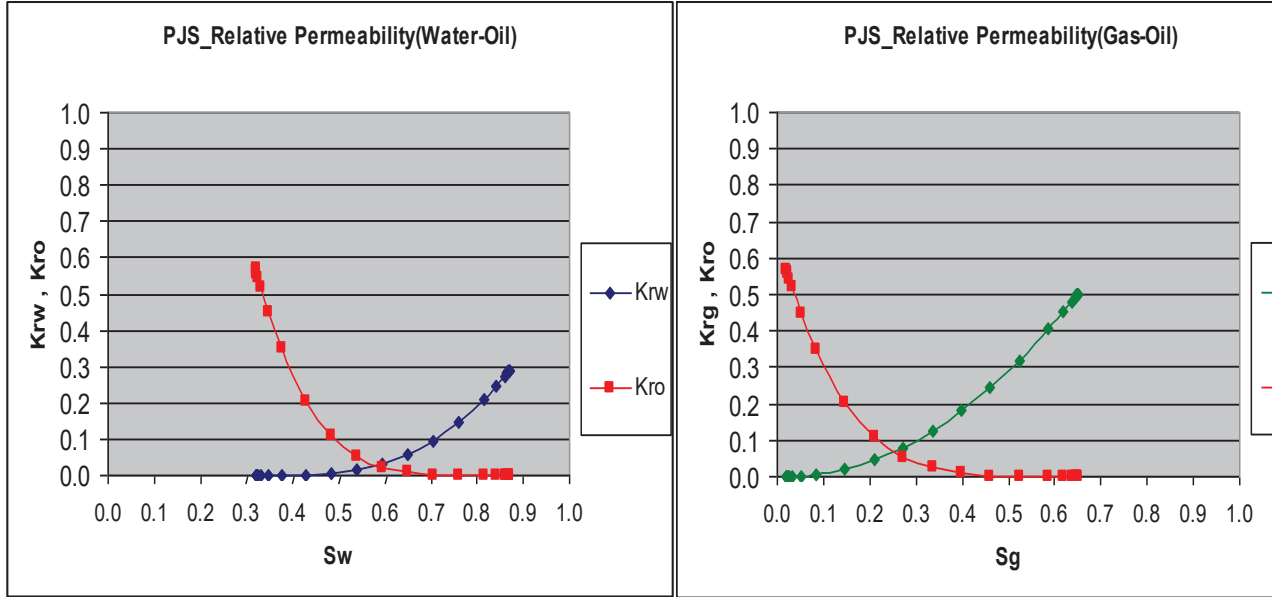 PJS_Relative Permeability(Water-Oil)
1.0
0.9
0.8
0.7
0.6
0.5
0.4
0.3
0.2
0.1
0.0
Krw , Kro
0.0 0.1 0.2 0.3 0.4 0.5 0.6 0.7 0.8 0.9 1.0
Sw
Krw
Kro
PJS_Relative Permeability(Gas-Oil)
1.0
0.9
0.8
0.7
0.6
0.5
0.4
0.3
0.2
0.1
0.0
Krg , Kro
0.0 0.1 0.2 0.3 0.4 0.5 0.6 0.7 0.8 0.9 1.0
Sg